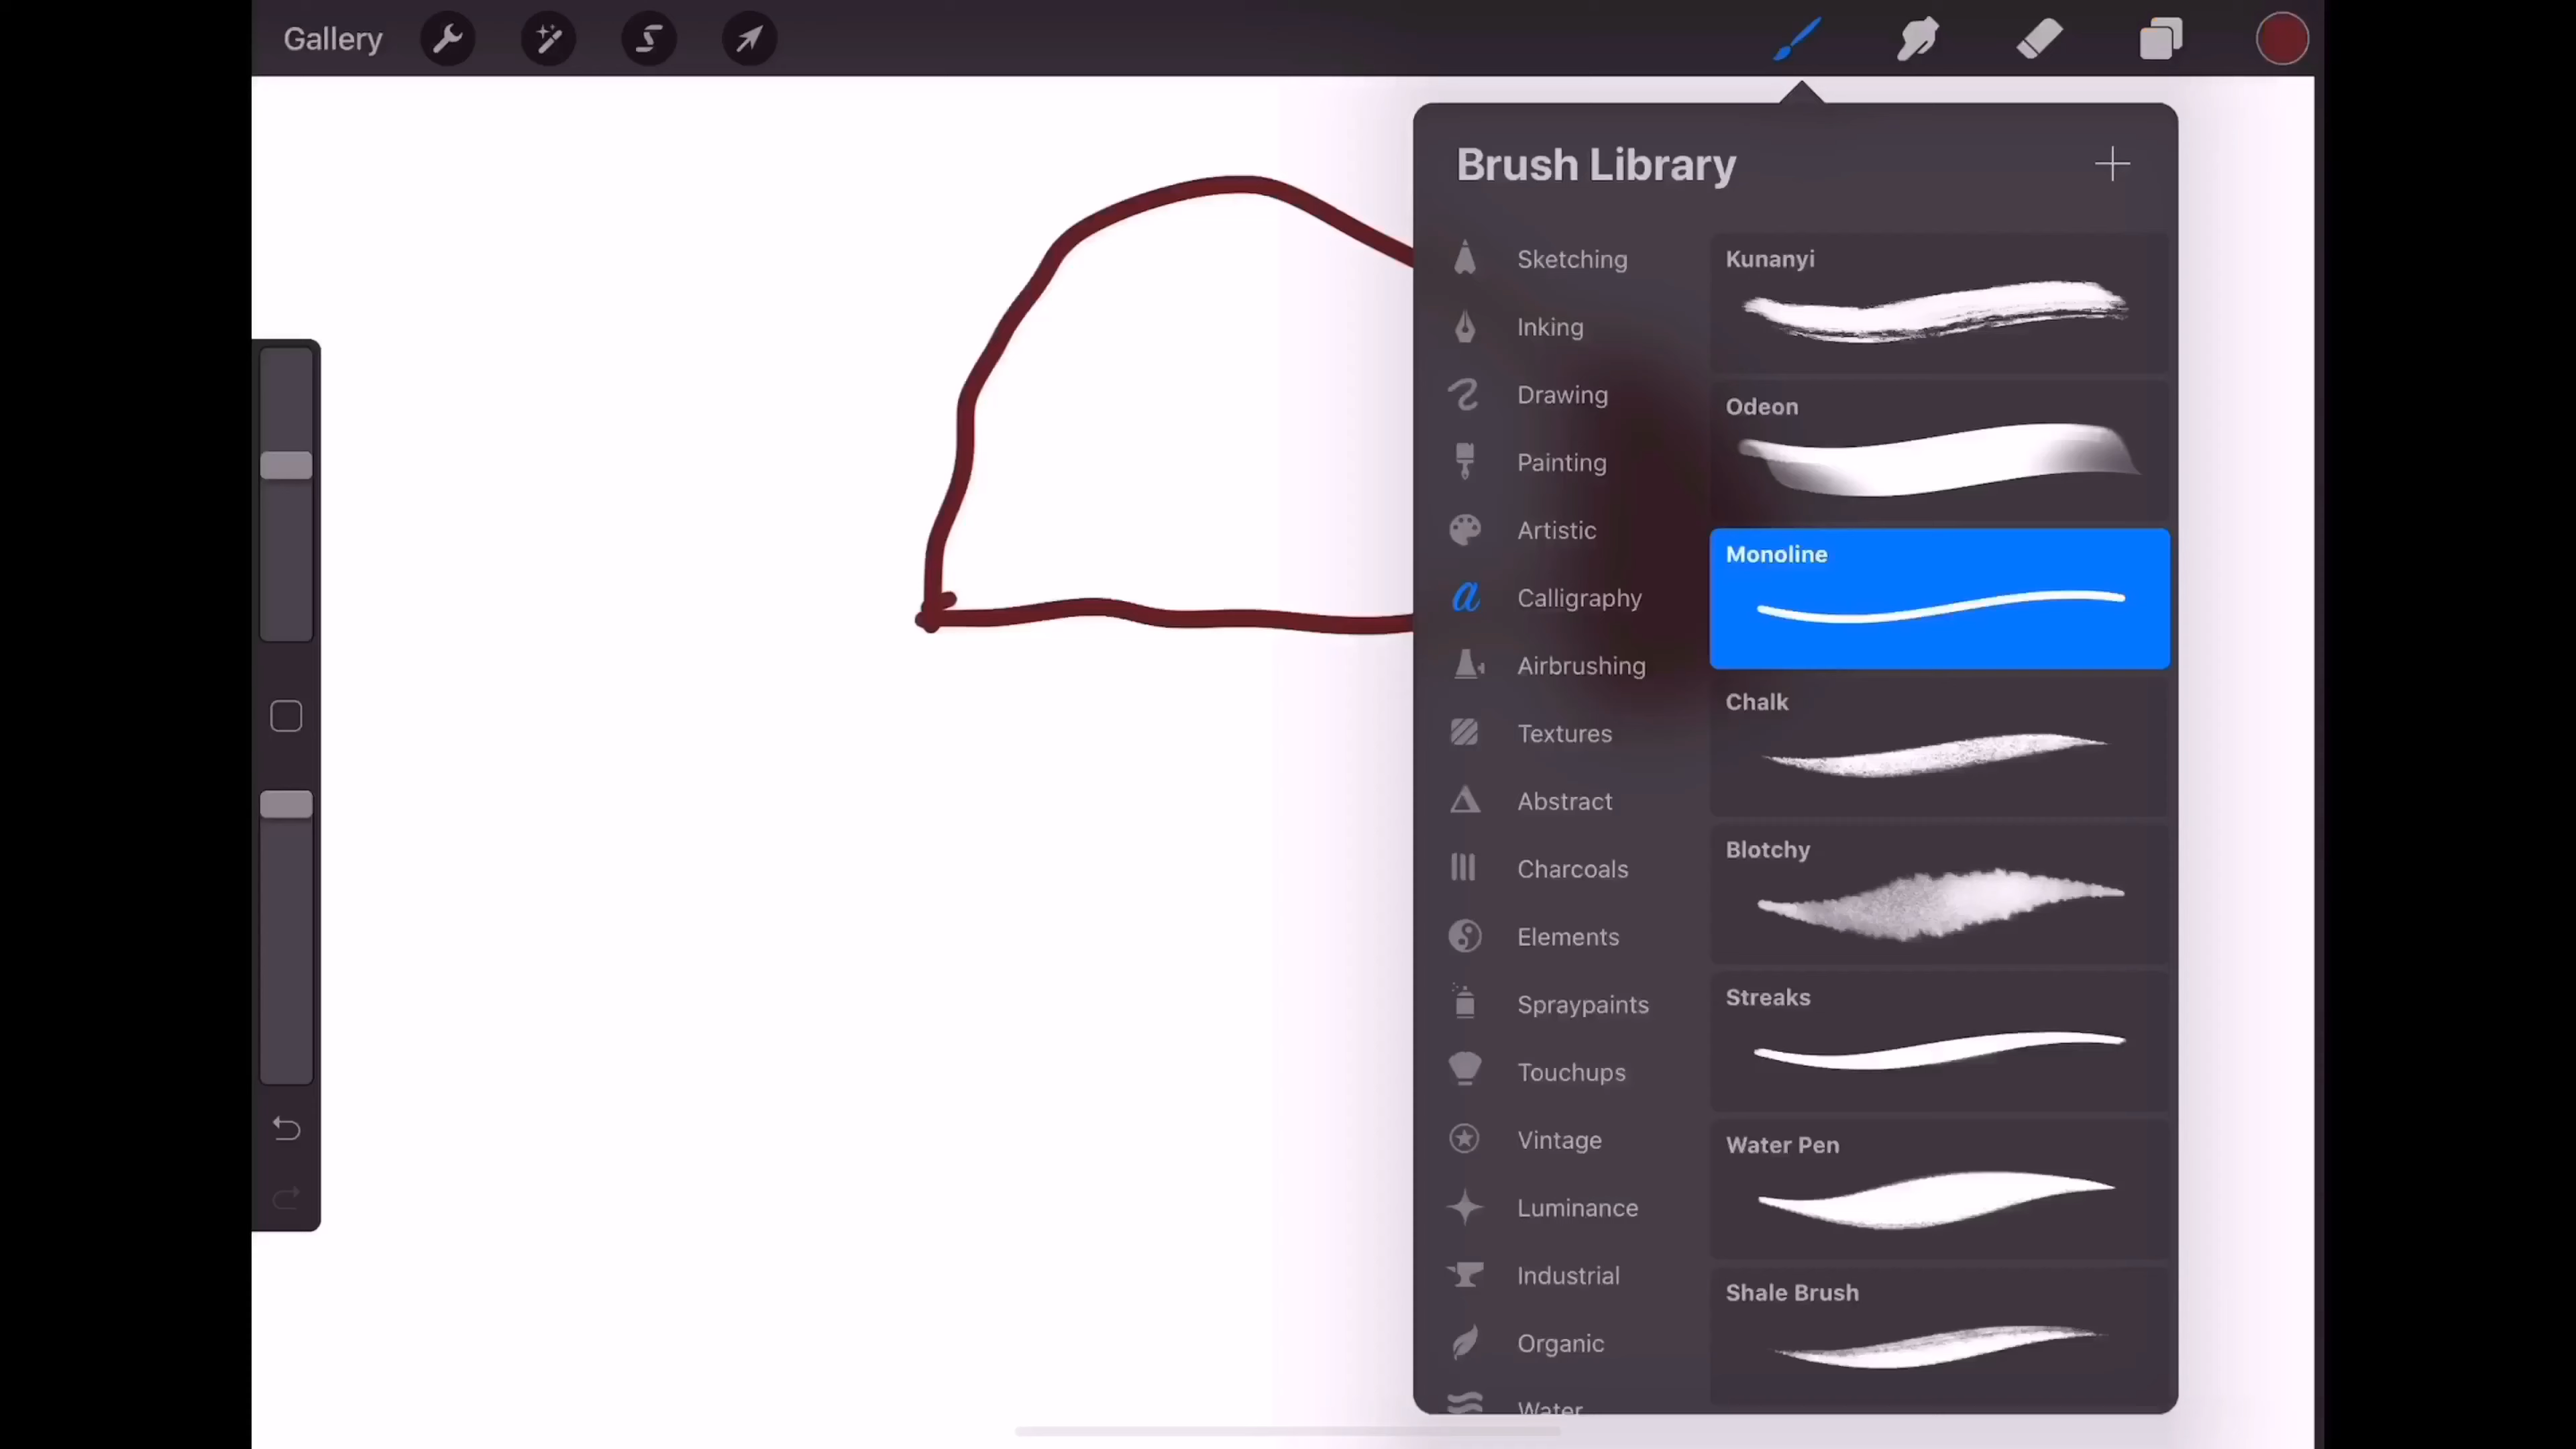 Gallery
Brush Library
Sketching
Inking
Drawing
Painting
Artistic
Calligraphy
Airbrushing
Textures
Abstract
Charcoals
Elements
Spraypaints
Touchups
Vintage
Luminance
Industrial
Organic
Water
Kunanyi
Odeon
Monoline
Chalk
Blotchy
Streaks
Water Pen
Shale Brush